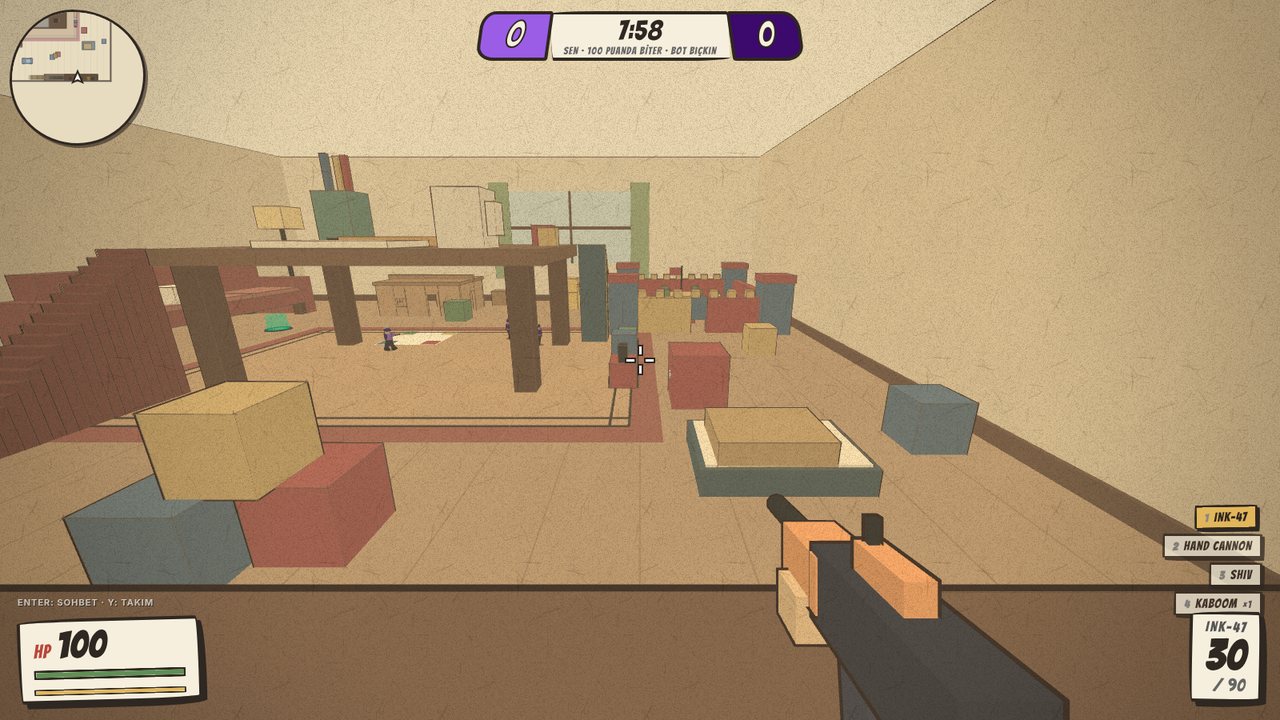 0
7:58
SEN · 100 PUANDA BİTER · BOT BIÇKIN
0
1 INK-47
2 HAND CANNON
3 SHIV
4 KABOOM ×1
ENTER: SOHBET · Y: TAKIM
HP 100
INK-47
30
/ 90